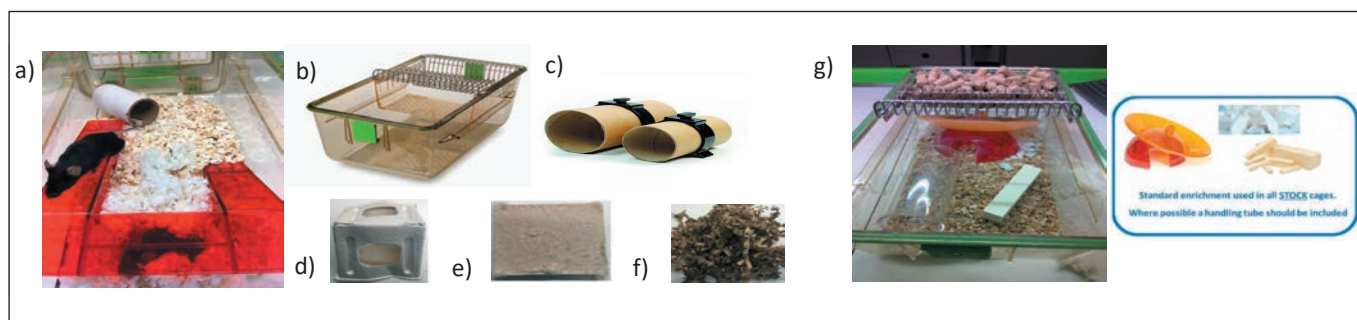 a)
b)
c)
d)
e)
f)
g)
Standard enrichment used in all STOCK cages.
Where possible a handling tube should be included